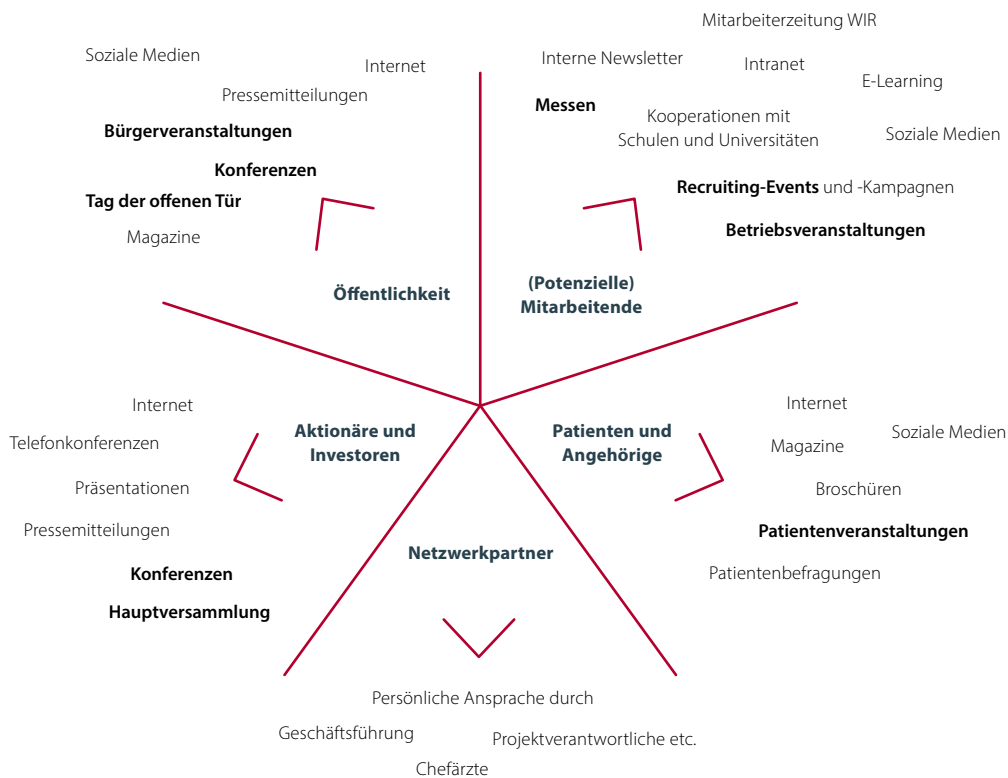 Soziale Medien
Internet
Pressemitteilungen
Bürgerveranstaltungen
Konferenzen
Tag der offenen Tür
Magazine
Öffentlichkeit
Mitarbeiterzeitung WIR
Interne Newsletter
Intranet
E-Learning
Messen
Kooperationen mit
Schulen und Universitäten
Soziale Medien
Recruiting-Events und -Kampagnen
Betriebsveranstaltungen
(Potenzielle)
Mitarbeitende
Internet
Telefonkonferenzen
Präsentationen
Pressemitteilungen
Konferenzen
Hauptversammlung
Aktionäre und
Investoren
Patienten und
Angehörige
Internet
Soziale Medien
Magazine
Broschüren
Patientenveranstaltungen
Patientenbefragungen
Netzwerkpartner
Persönliche Ansprache durch
Geschäftsführung
Projektverantwortliche etc.
Chefärzte